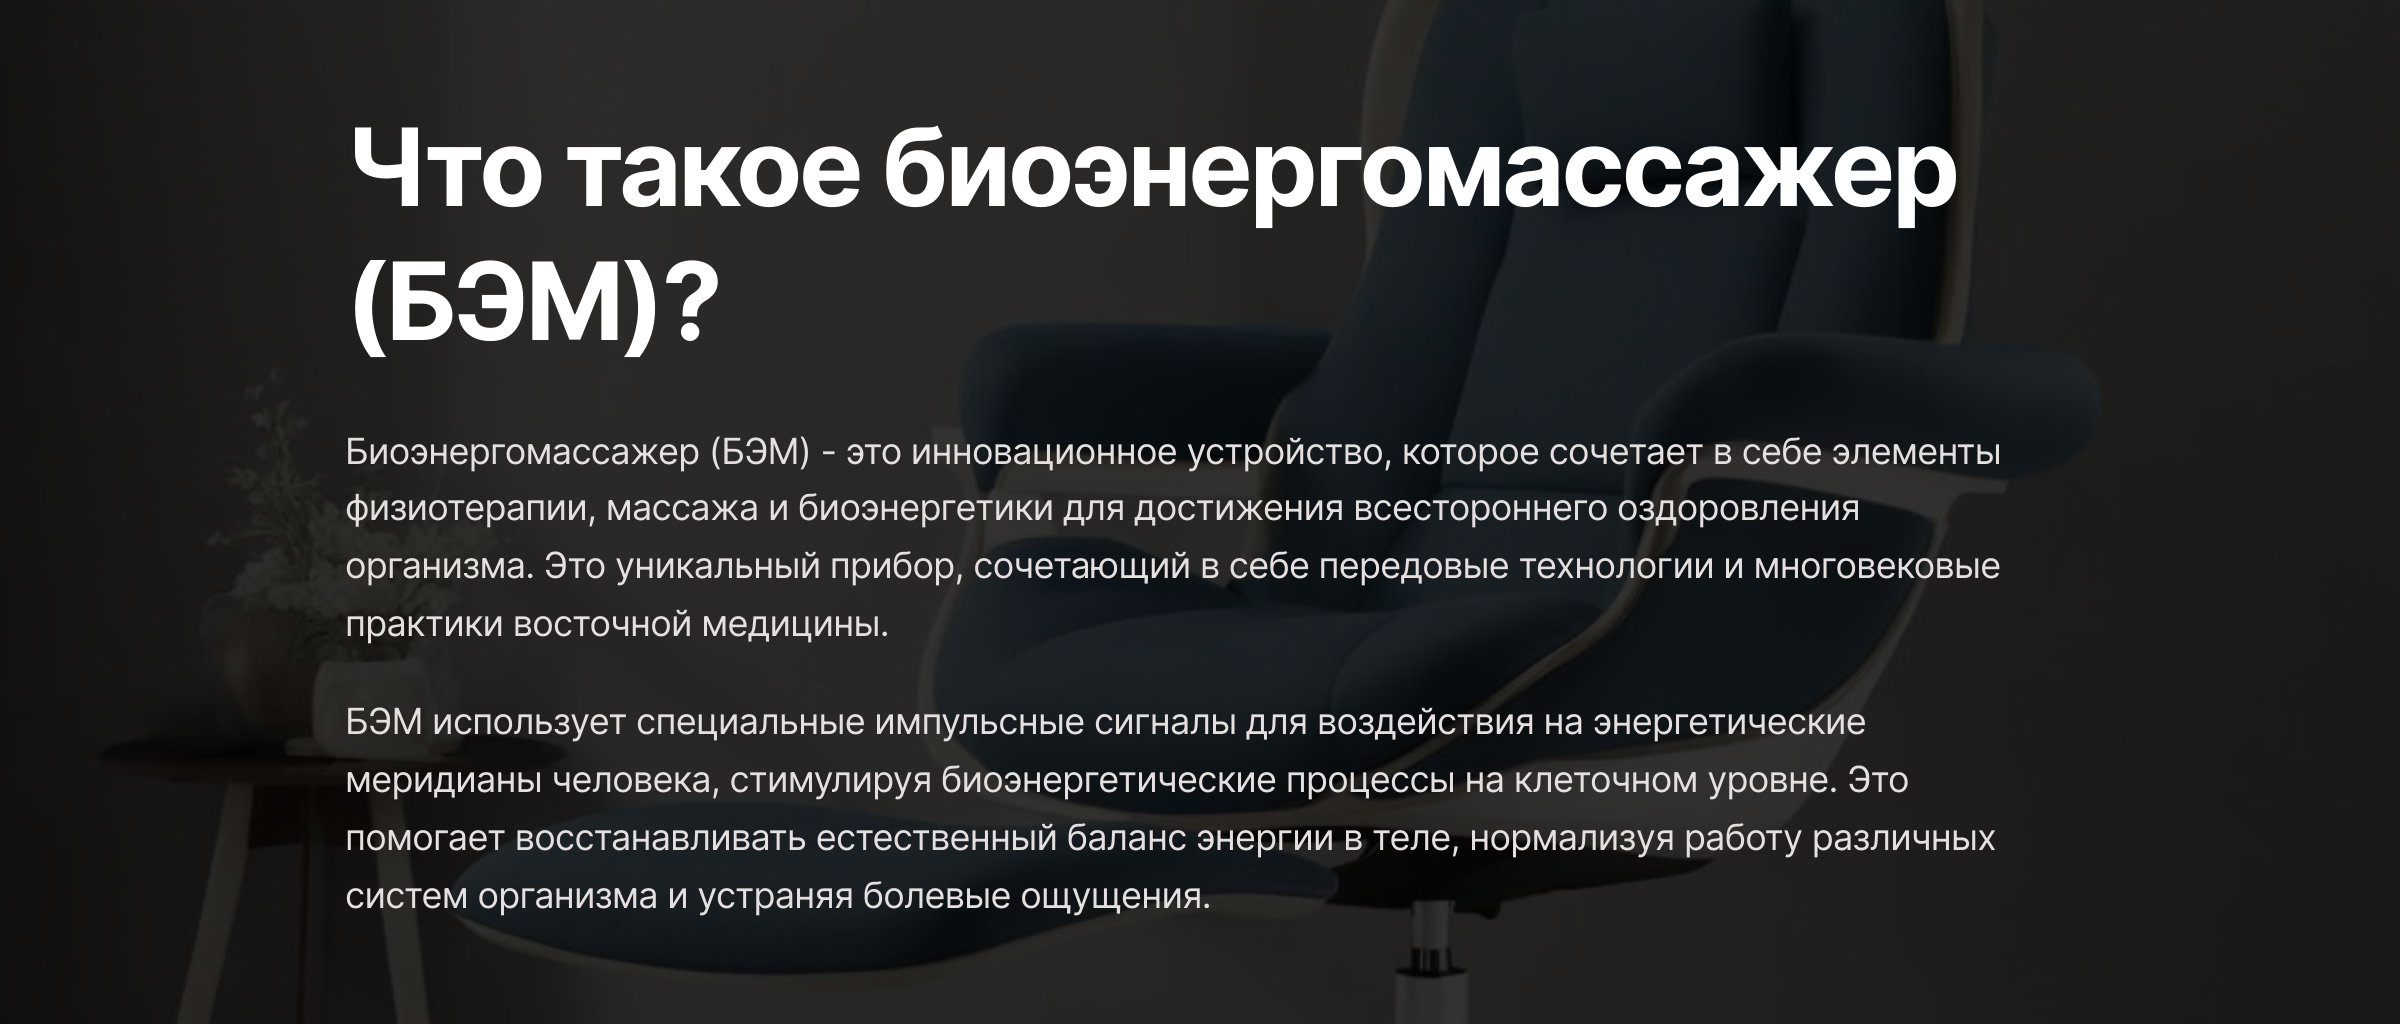 Что такое биоэнергомассажер
(БЭМ)?
Биоэнергомассажер (БЭМ) - это инновационное устройство, которое сочетает в себе элементы
физиотерапии, массажа и биоэнергетики для достижения всестороннего оздоровления
организма. Это уникальный прибор, сочетающий в себе передовые технологии и многовековые
практики восточной медицины.
БЭМ использует специальные импульсные сигналы для воздействия на энергетические
меридианы человека, стимулируя биоэнергетические процессы на клеточном уровне. Это
помогает восстанавливать естественный баланс энергии в теле, нормализуя работу различных
систем организма и устраняя болевые ощущения.